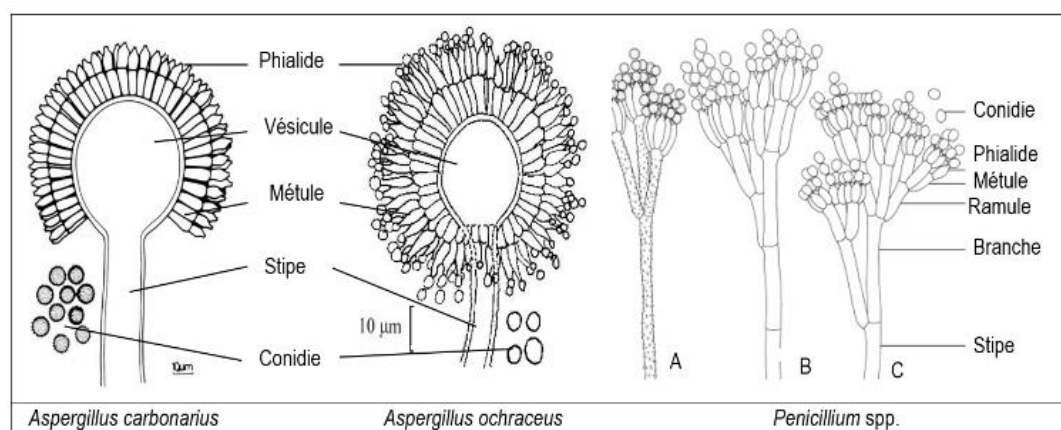 Phialide
Vésicule
Métule
Stipe
10 µm
Conidie
10µm
A
B
C
Conidie
Phialide
Métule
Ramule
Branche
Stipe
Aspergillus carbonarius
Aspergillus ochraceus
Penicillium spp.